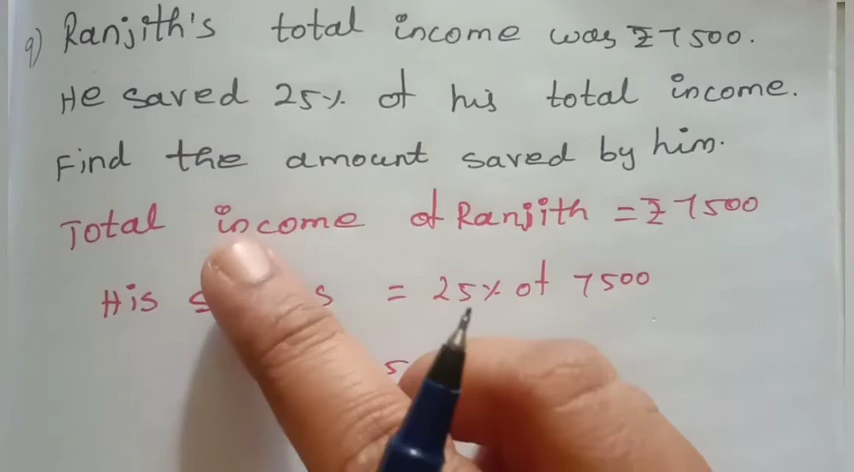 9) Ranjith's total income was ₹7500.
He saved 25% of his total income.
Find the amount saved by him.
Total income of Ranjith = ₹7500
His = 25% of 7500